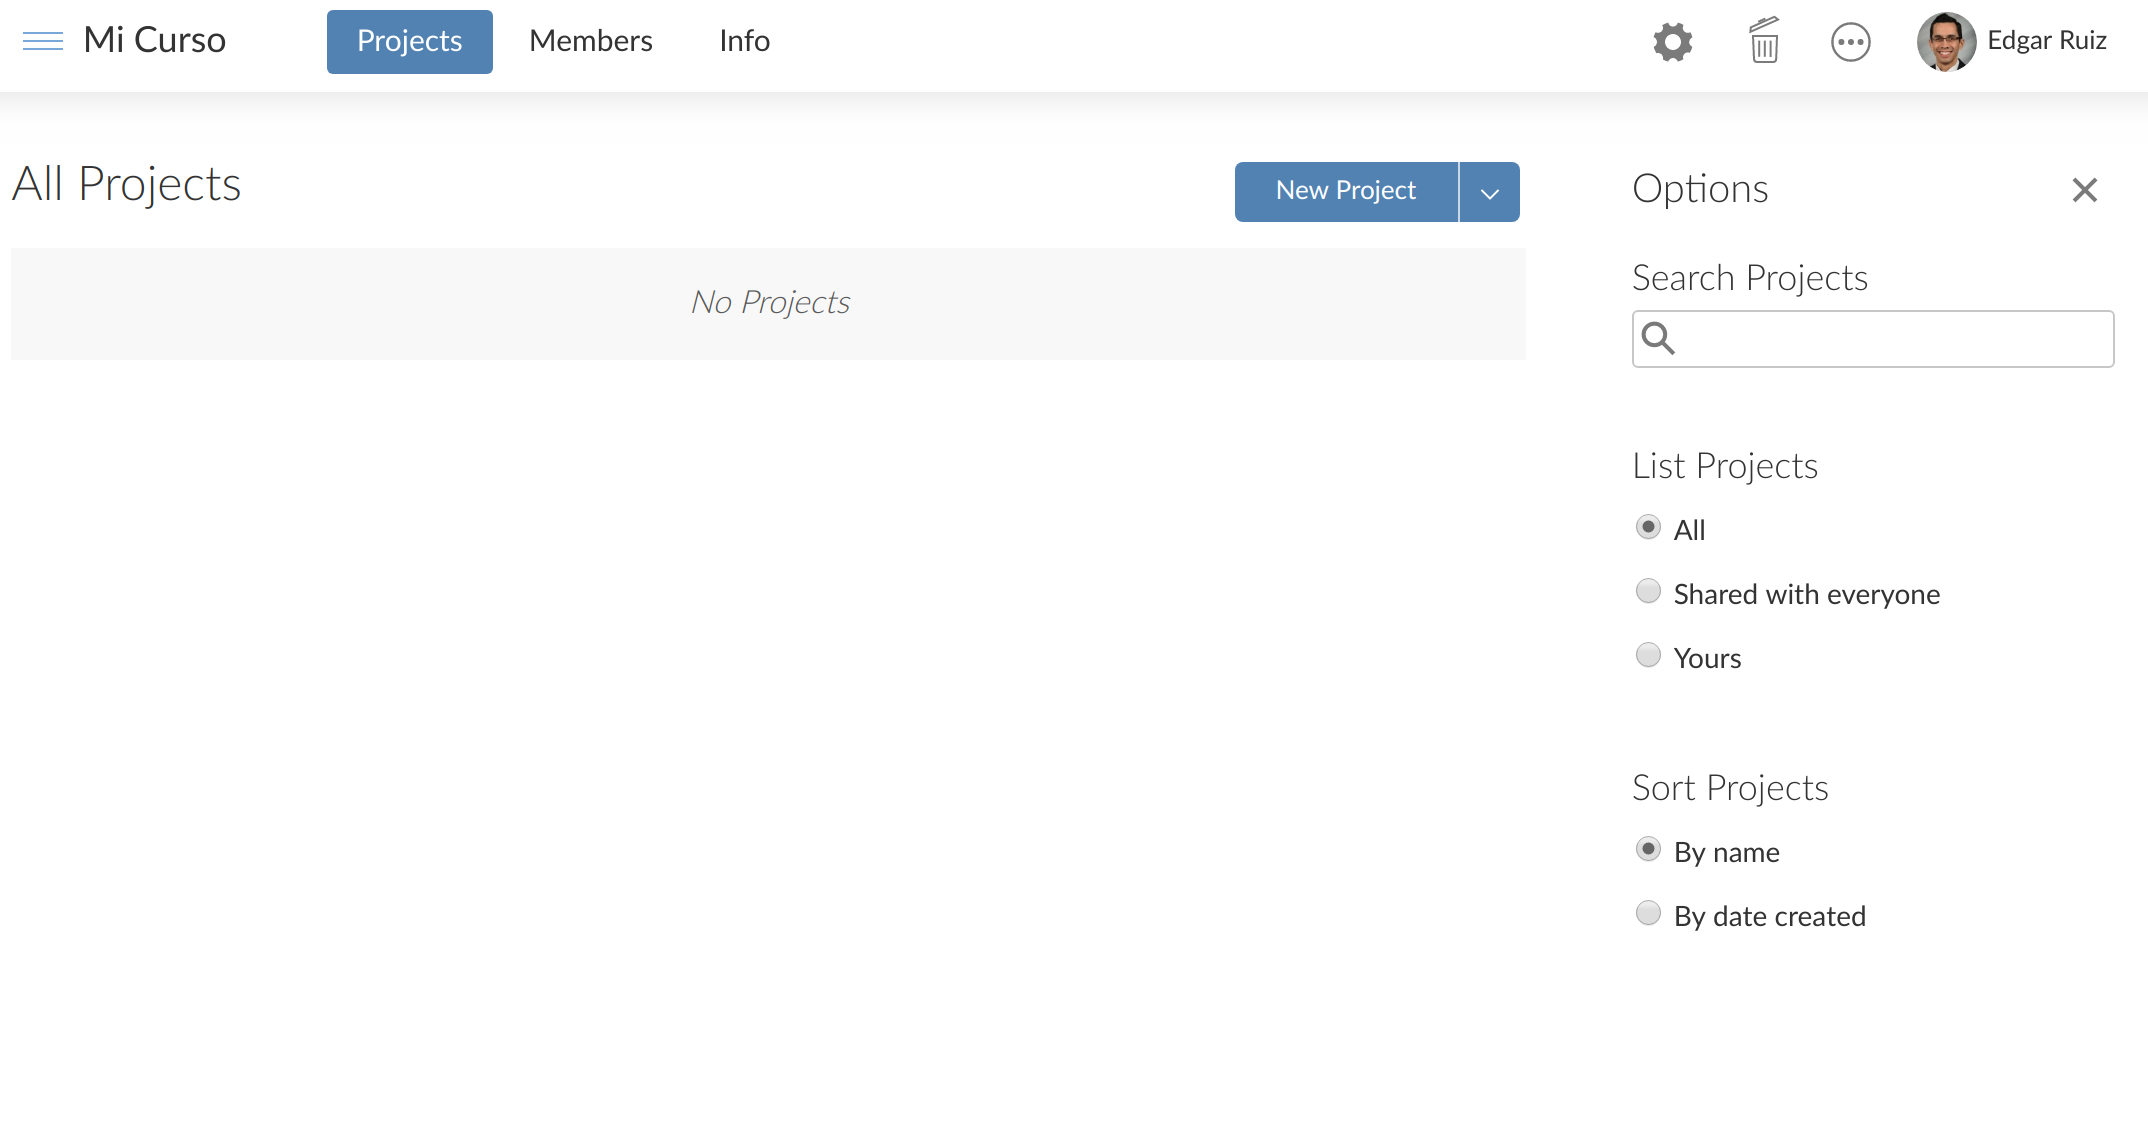 Mi Curso Projects Members Info Edgar Ruiz
All Projects
New Project
No Projects
Options
Search Projects
List Projects
All
Shared with everyone
Yours
Sort Projects
By name
By date created